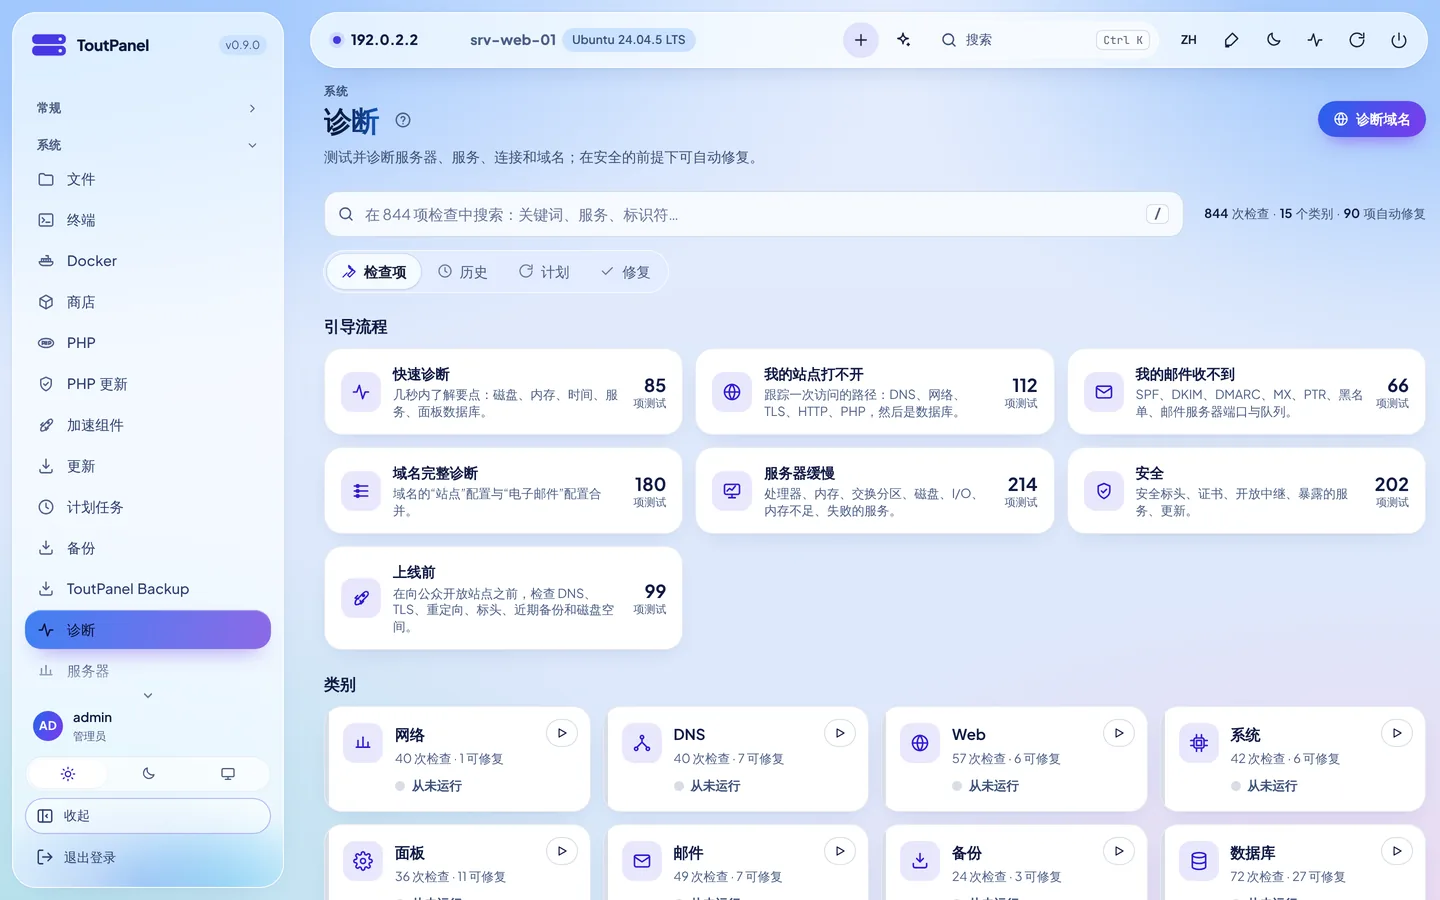 ToutPanel
v0.9.0
常规
系统
文件
终端
Docker
商店
PHP
PHP 更新
加速组件
更新
计划任务
备份
ToutPanel Backup
诊断
服务器
AD
admin
管理员
收起
退出登录
192.0.2.2
srv-web-01
Ubuntu 24.04.5 LTS
搜索
Ctrl K
ZH
系统
诊断
测试并诊断服务器、服务、连接和域名；在安全的前提下可自动修复。
诊断域名
在 844 项检查中搜索：关键词、服务、标识符...
/
844 次检查 · 15 个类别 · 90 项自动修复
检查项
历史
计划
修复
引导流程
快速诊断
几秒内了解要点：磁盘、内存、时间、服
务、面板数据库。
85
项测试
我的站点打不开
跟踪一次访问的路径：DNS、网络、
TLS、HTTP、PHP，然后是数据库。
112
项测试
我的邮件收不到
SPF、DKIM、DMARC、MX、PTR、黑名
单、邮件服务器端口与队列。
66
项测试
域名完整诊断
域名的“站点”配置与“电子邮件”配置合
并。
180
项测试
服务器缓慢
处理器、内存、交换分区、磁盘、I/O、
内存不足、失败的服务。
214
项测试
安全
安全标头、证书、开放中继、暴露的服
务、更新。
202
项测试
上线前
在向公众开放站点之前，检查 DNS、
TLS、重定向、标头、近期备份和磁盘空
间。
99
项测试
类别
网络
40 次检查 · 1 可修复
从未运行
DNS
40 次检查 · 7 可修复
从未运行
Web
57 次检查 · 6 可修复
从未运行
系统
42 次检查 · 6 可修复
从未运行
面板
36 次检查 · 11 可修复
邮件
49 次检查 · 7 可修复
备份
24 次检查 · 3 可修复
数据库
72 次检查 · 27 可修复